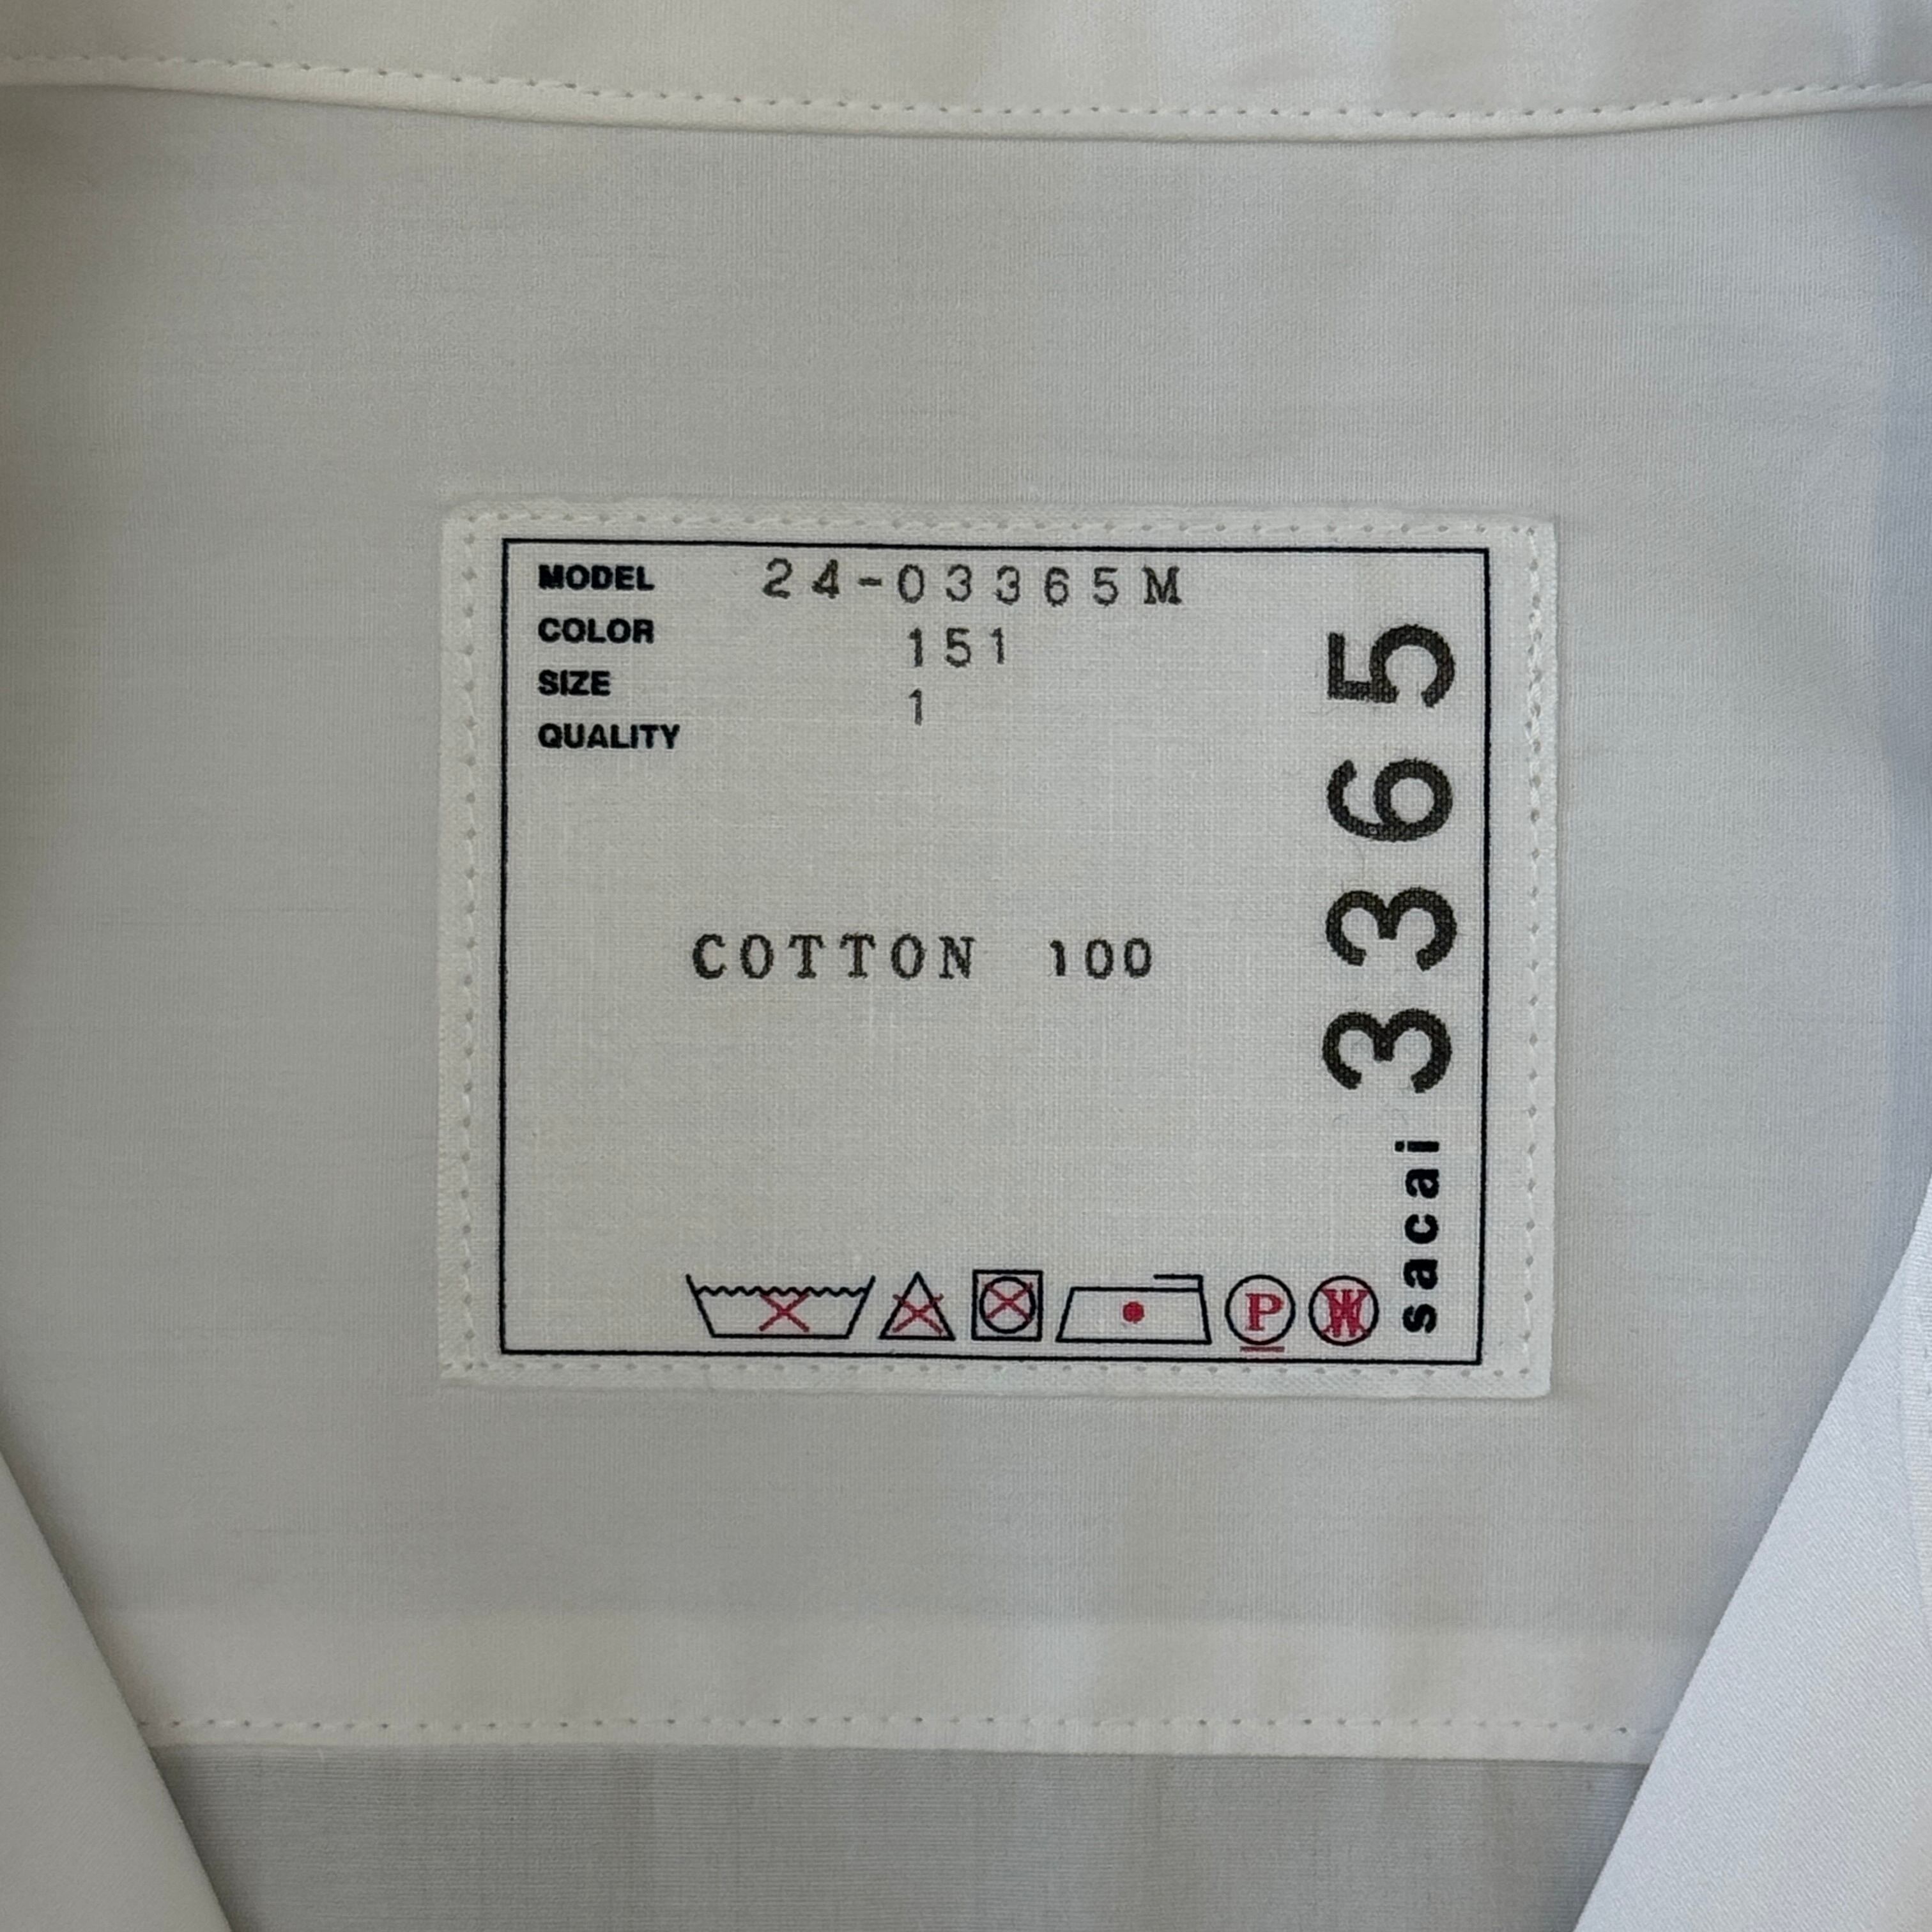 MODEL 24-03365M
COLOR 151
SIZE 1
QUALITY
COTTON 100
P W
sacai 3365